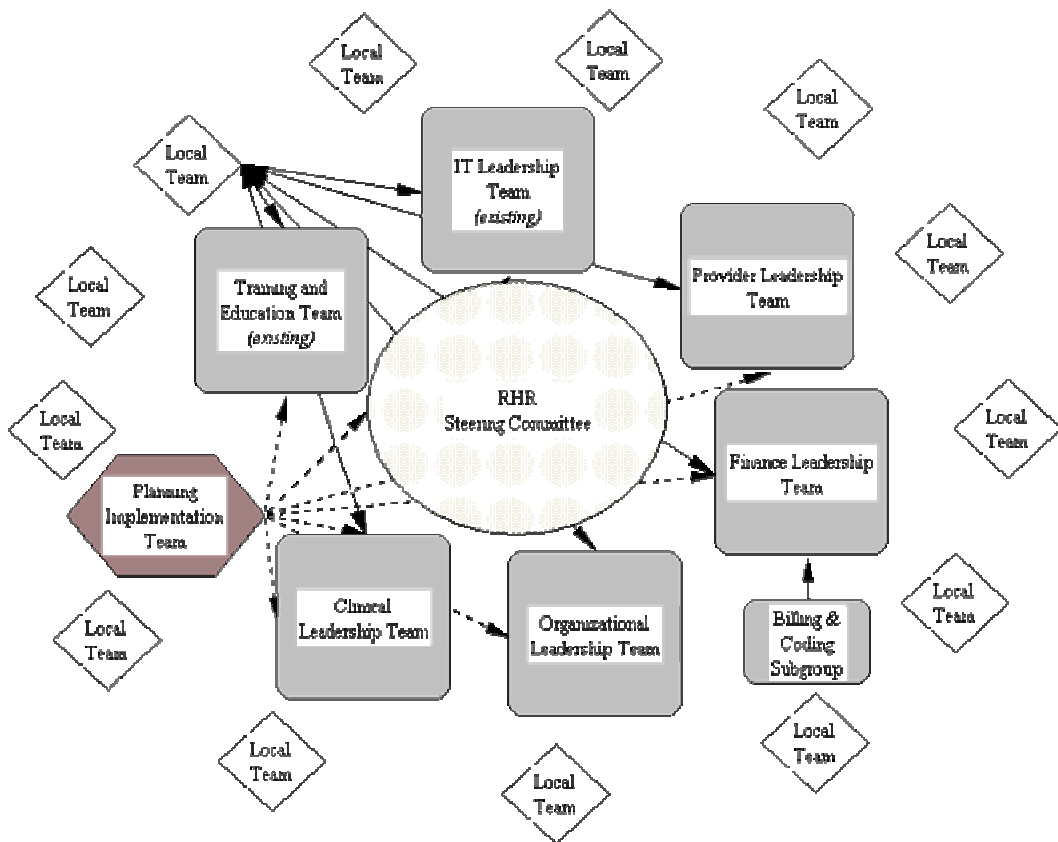 Local
Team
Local
Team
Local
Team
Local
Team
IT Leadership
Team
(existing)
Local
Team
Provider Leadership
Team
Local
Team
Training and
Education Team
(existing)
RHR
Steering Committee
Local
Team
Local
Team
Finance Leadership
Team
Planning
Implementation
Team
Clinical
Leadership Team
Organizational
Leadership Team
Billing &
Coding
Subgroup
Local
Team
Local
Team
Local
Team
Local
Team
Local
Team